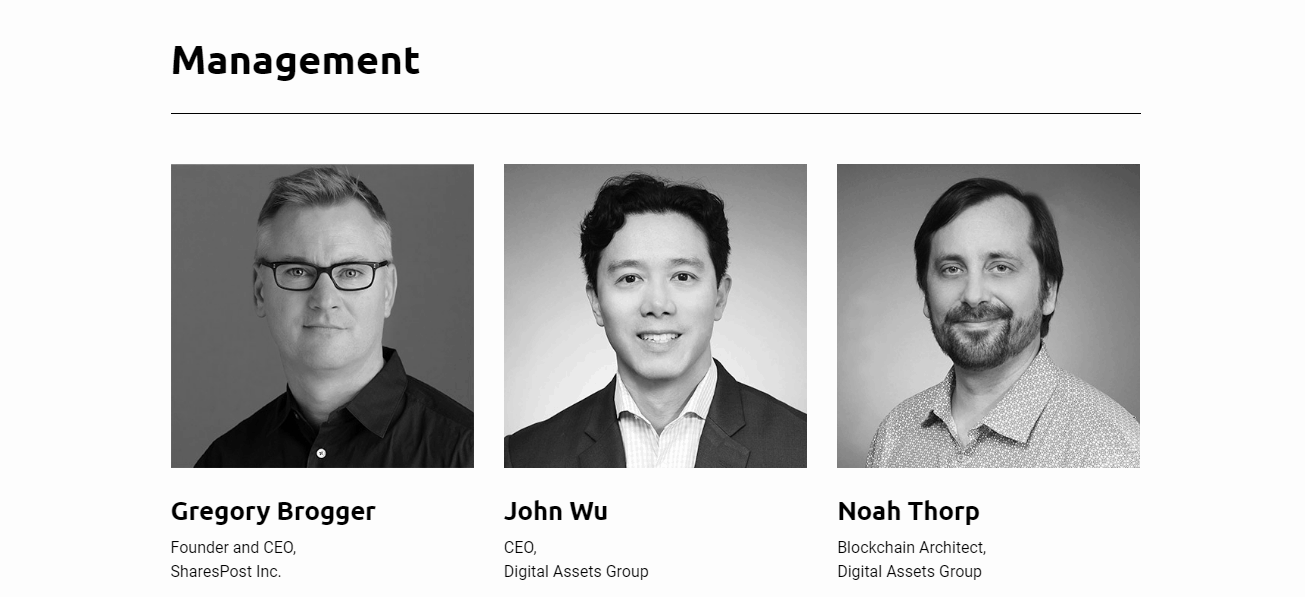 Management
Gregory Brogger
Founder and CEO,
SharesPost Inc.
John Wu
CEO,
Digital Assets Group
Noah Thorp
Blockchain Architect,
Digital Assets Group